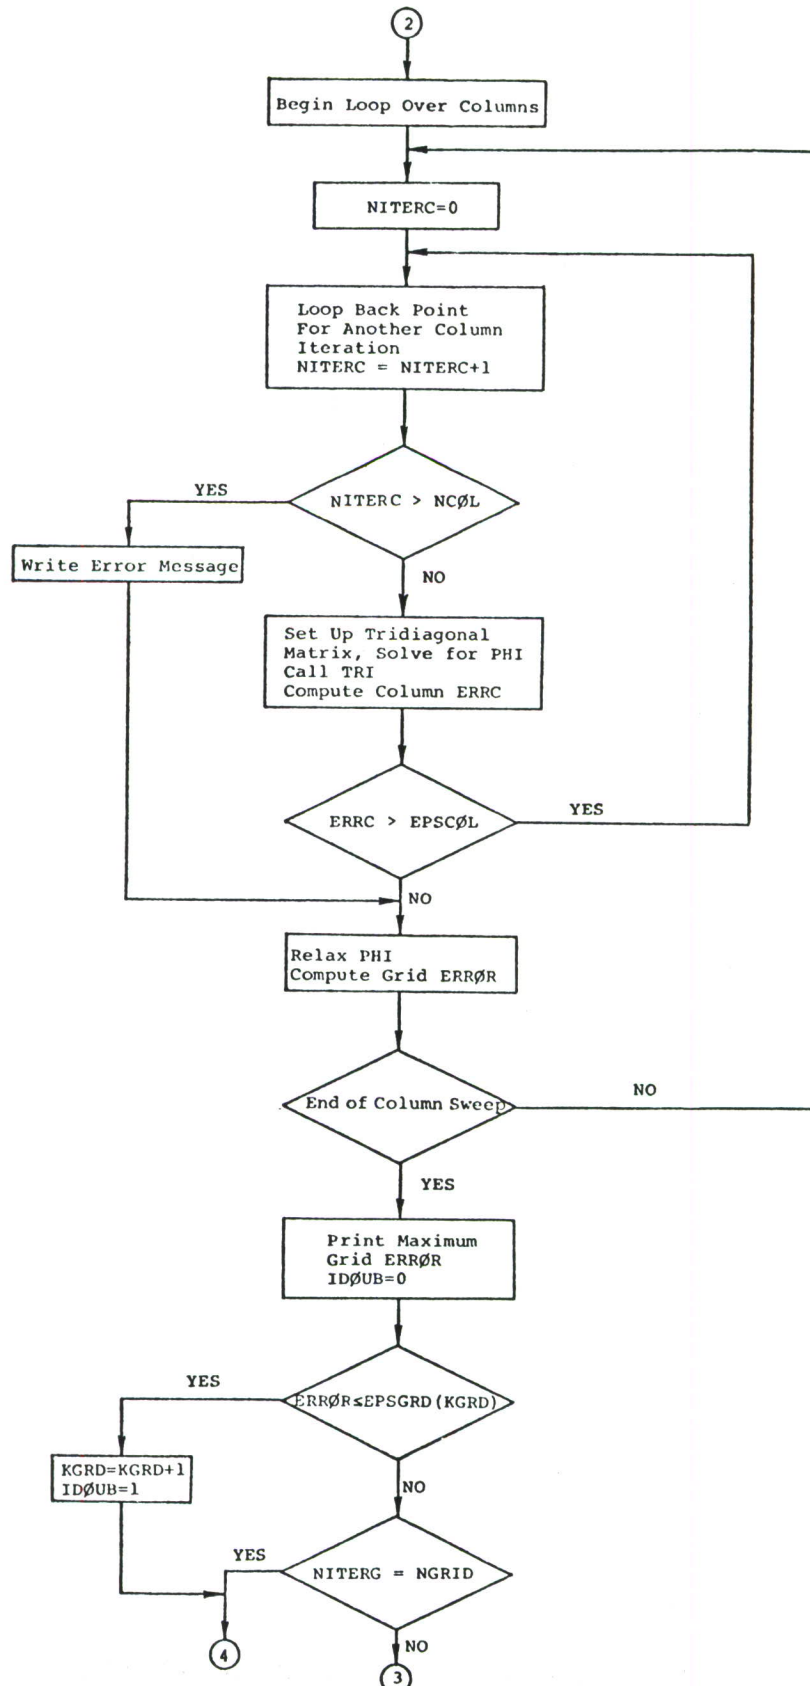 2
Begin Loop Over Columns
NITERC=0
Loop Back Point
For Another Column
Iteration
NITERC = NITERC+1
YES
NITERC > NCØL
Write Error Message
NO
Set Up Tridiagonal
Matrix, Solve for PHI
Call TRI
Compute Column ERRC
ERRC > EPSCØL
YES
NO
Relax PHI
Compute Grid ERRØR
End of Column Sweep
NO
YES
Print Maximum
Grid ERRØR
IDØUB=0
YES
ERRØR≤EPSGRD(KGRD)
KGRD=KGRD+1
IDØUB=1
NO
YES
NITERG = NGRID
4
NO
3